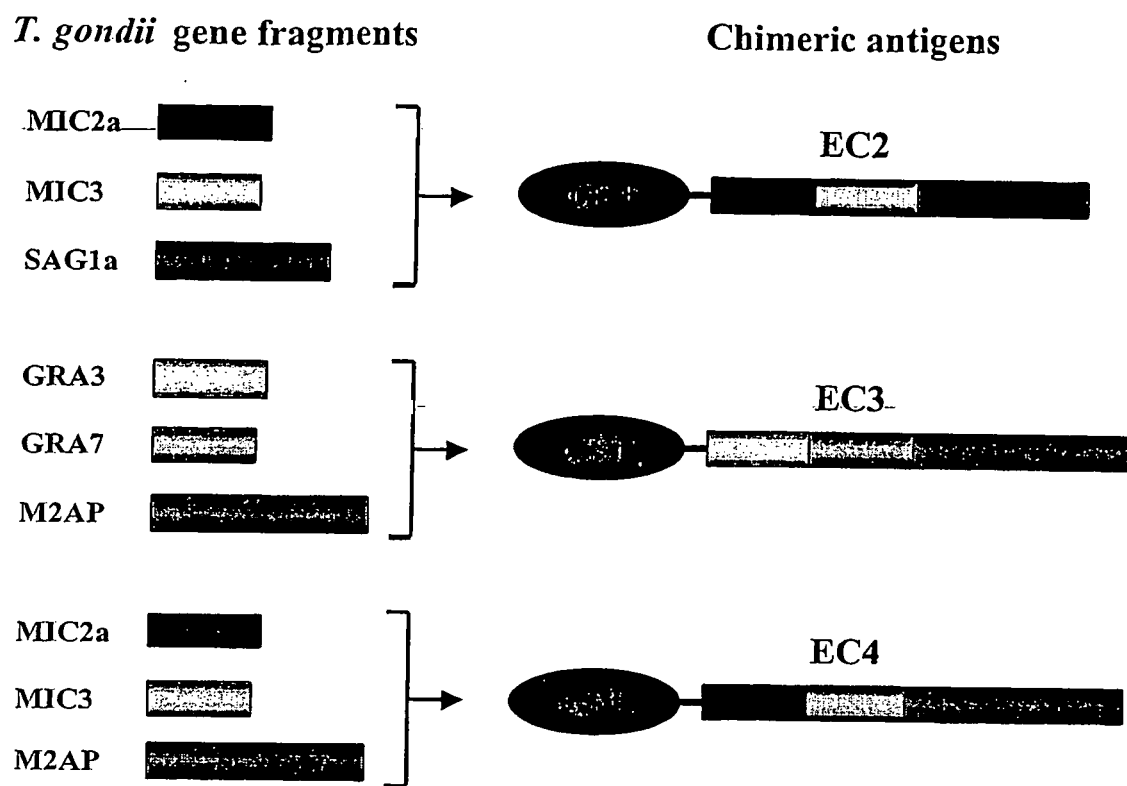 T. gondii gene fragments
Chimeric antigens
MIC2a
MIC3
SAG1a
EC2
GRA3
GRA7
M2AP
EC3
MIC2a
MIC3
M2AP
EC4